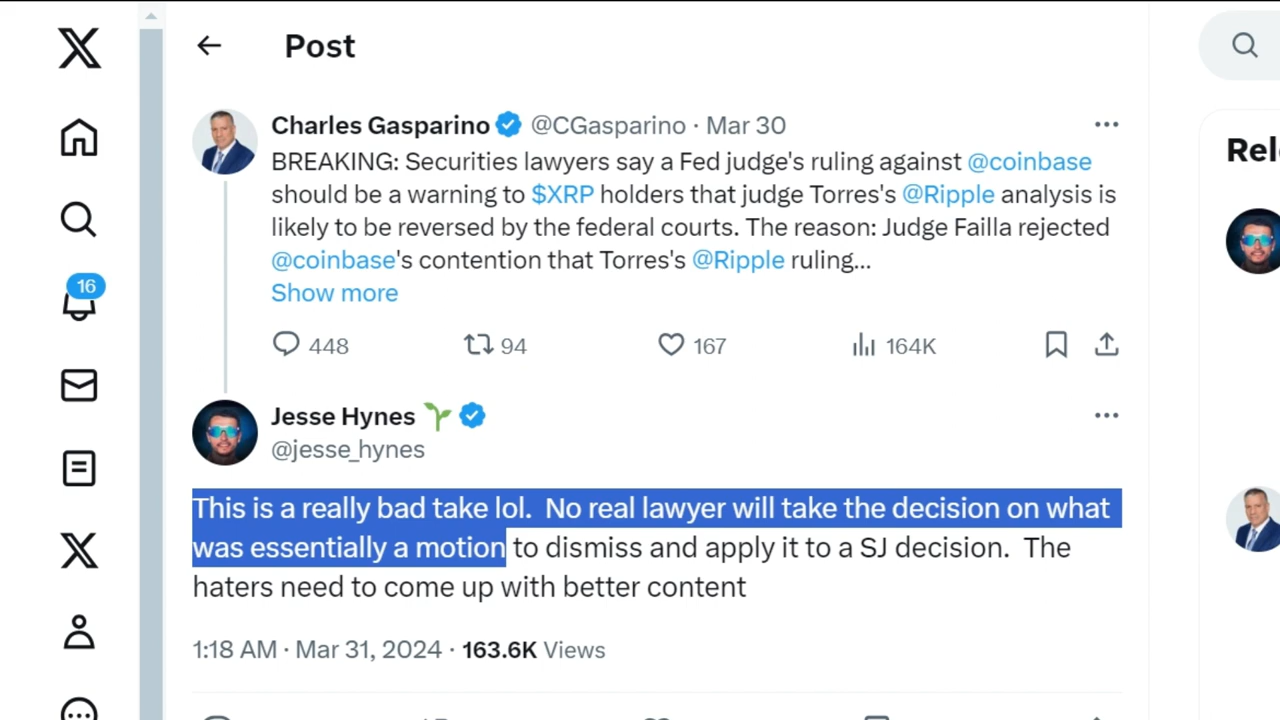 Post
Charles Gasparino @CGasparino · Mar 30
BREAKING: Securities lawyers say a Fed judge's ruling against @coinbase
should be a warning to $XRP holders that judge Torres's @Ripple analysis is
likely to be reversed by the federal courts. The reason: Judge Failla rejected
@coinbase's contention that Torres's @Ripple ruling...
Show more
448 94 167 164K
16
Jesse Hynes
@jesse_hynes
This is a really bad take lol.  No real lawyer will take the decision on what
was essentially a motion to dismiss and apply it to a SJ decision.  The
haters need to come up with better content
1:18 AM · Mar 31, 2024 · 163.6K Views
Rel